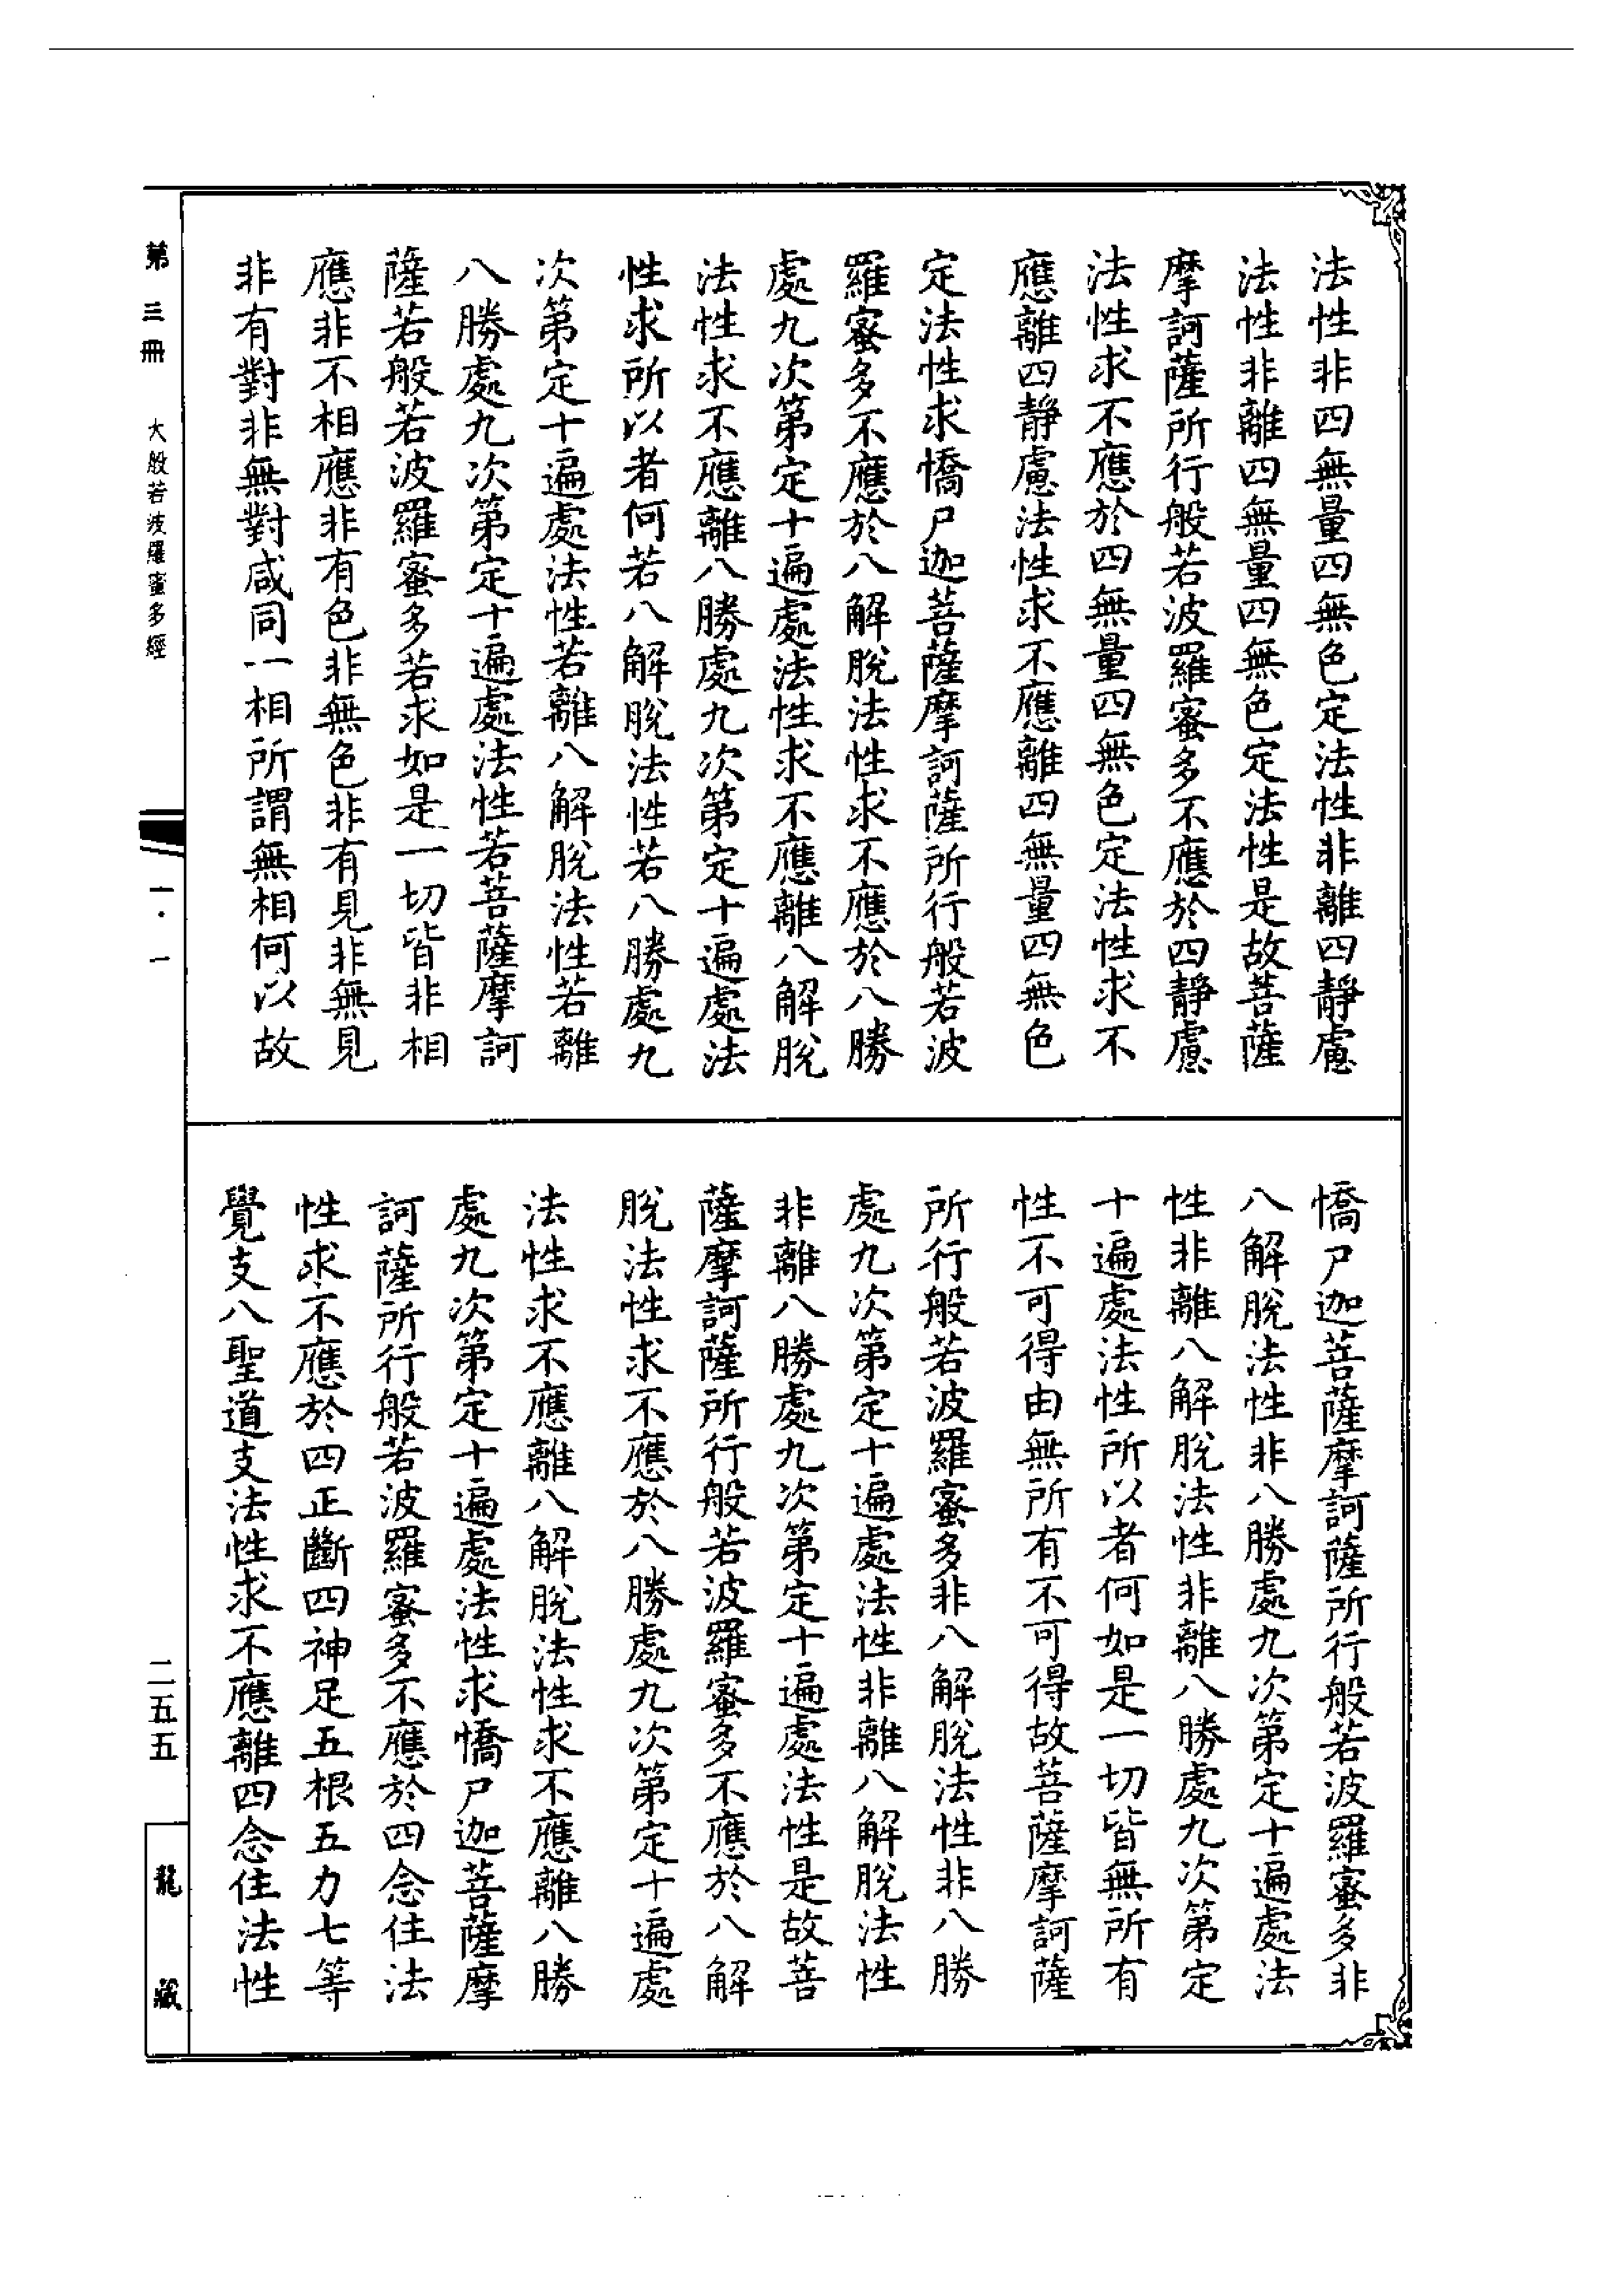 法性非四無量四無色定法性非離四靜慮
法性非離四無量四無色定法性是故菩薩
摩訶薩所行般若波羅蜜多不應於四靜慮
法性求不應於四無量四無色定法性求不
應離四靜慮法性求不應離四無量四無色
定法性求憍尸迦菩薩摩訶薩所行般若波
羅蜜多不應於八解脫法性求不應於八勝
處九次第定十遍處法性求不應離八解脫
法性求不應離八勝處九次第定十遍處法
性求所以者何若八解脫法性若八勝處九
次第定十遍處法性若離八解脫法性若離
八勝處九次第定十遍處法性若菩薩摩訶
薩若般若波羅蜜多若求如是一切皆非相
應非不相應非有色非無色非有見非無見
非有對非無對咸同一相所謂無相何以故
憍尸迦菩薩摩訶薩所行般若波羅蜜多非
八解脫法性非八勝處九次第定十遍處法
性非離八解脫法性非離八勝處九次第定
十遍處法性所以者何如是一切皆無所有
性不可得由無所有不可得故菩薩摩訶薩
所行般若波羅蜜多非八解脫法性非八勝
處九次第定十遍處法性非離八解脫法性
非離八勝處九次第定十遍處法性是故菩
薩摩訶薩所行般若波羅蜜多不應於八解
脫法性求不應於八勝處九次第定十遍處
法性求不應離八解脫法性求不應離八勝
處九次第定十遍處法性求憍尸迦菩薩摩
訶薩所行般若波羅蜜多不應於四念住法
性求不應於四正斷四神足五根五力七等
覺支八聖道支法性求不應離四念住法性
第三冊 大般若波羅蜜多經 一·一 二五五 龍藏